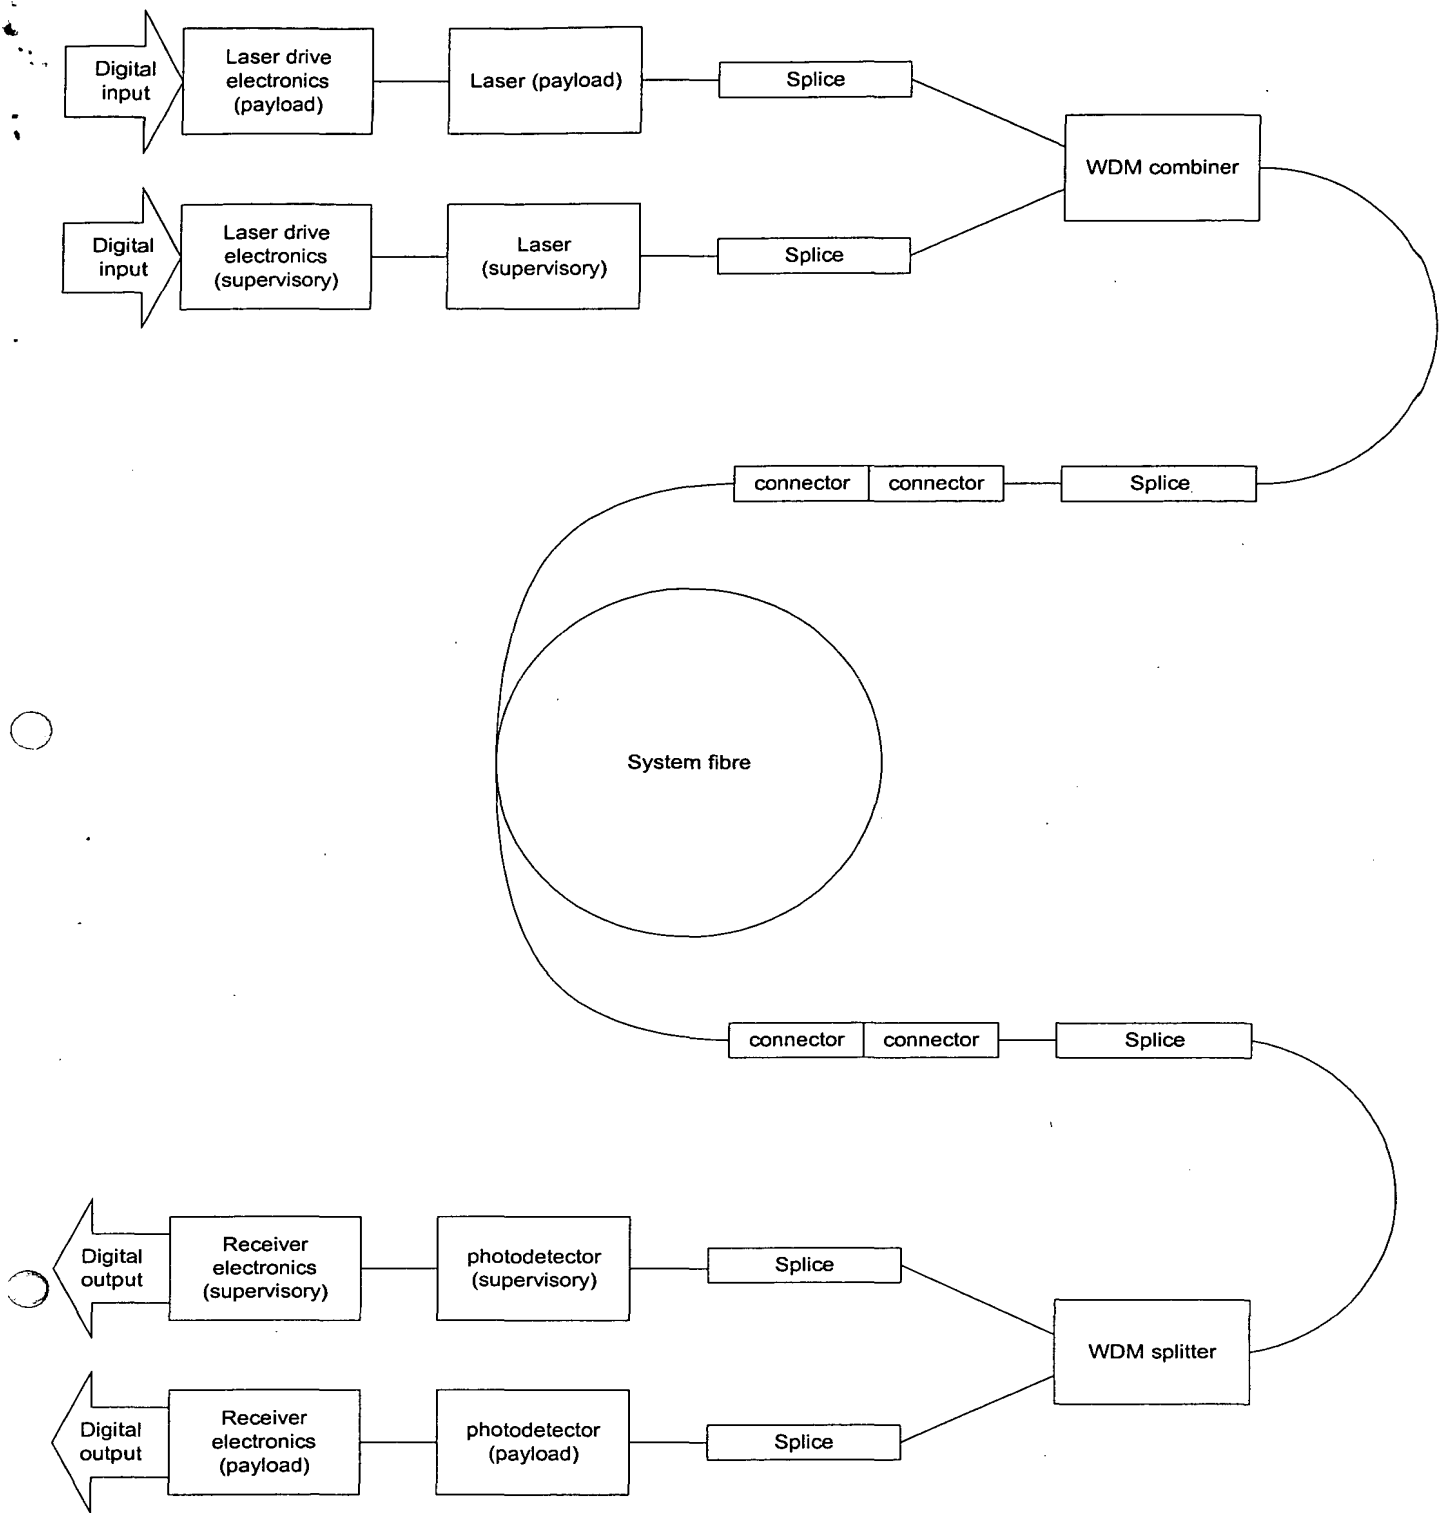 Digital
input
Laser drive
electronics
(payload)
Laser (payload)
Splice
WDM combiner
Digital
input
Laser drive
electronics
(supervisory)
Laser
(supervisory)
Splice
connector
connector
Splice
System fibre
connector
connector
Splice
Digital
output
Receiver
electronics
(supervisory)
photodetector
(supervisory)
Splice
WDM splitter
Digital
output
Receiver
electronics
(payload)
photodetector
(payload)
Splice